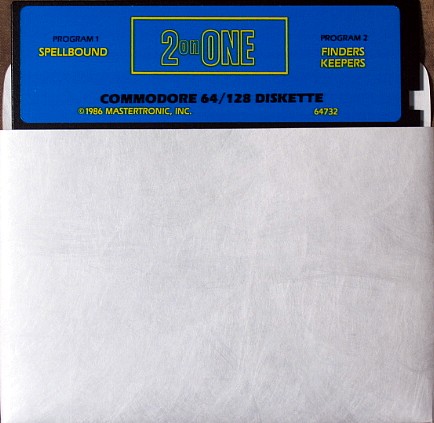 PROGRAM 1
SPELLBOUND
2 on ONE
PROGRAM 2
FINDERS
KEEPERS
COMMODORE 64/128 DISKETTE
©1986 MASTERTRONIC, INC.
64732